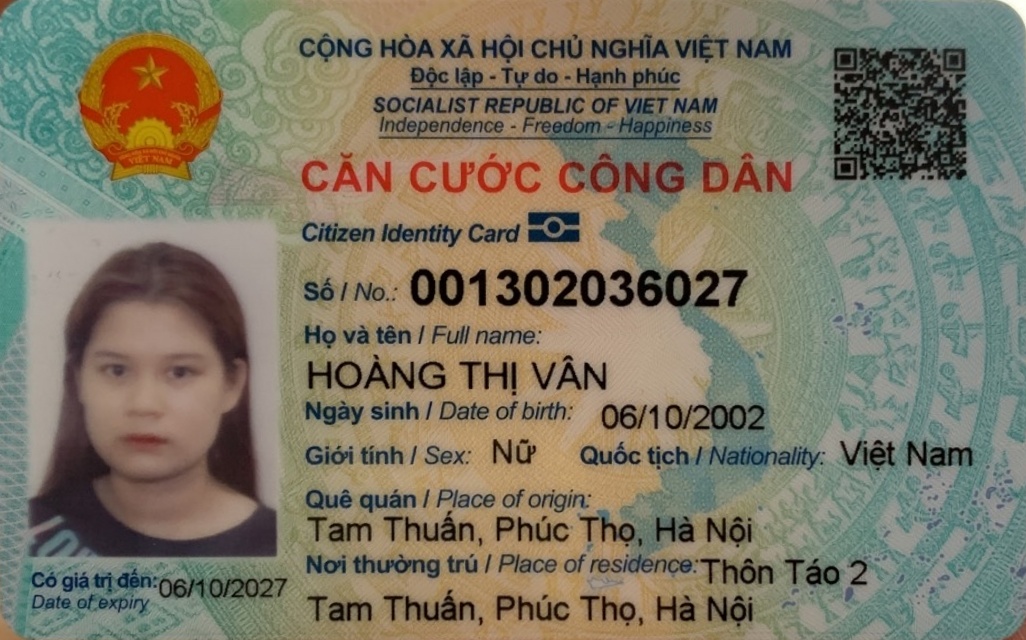 CỘNG HÒA XÃ HỘI CHỦ NGHĨA VIỆT NAM
Độc lập - Tự do - Hạnh phúc
SOCIALIST REPUBLIC OF VIET NAM
Independence - Freedom - Happiness
VIỆT NAM
CĂN CƯỚC CÔNG DÂN
Citizen Identity Card
Số / No.: 001302036027
Họ và tên / Full name:
HOÀNG THỊ VÂN
Ngày sinh / Date of birth: 06/10/2002
Giới tính / Sex: Nữ Quốc tịch / Nationality: Việt Nam
Quê quán / Place of origin:
Tam Thuấn, Phúc Thọ, Hà Nội
Nơi thường trú / Place of residence: Thôn Táo 2
Tam Thuấn, Phúc Thọ, Hà Nội
Có giá trị đến: 06/10/2027
Date of expiry